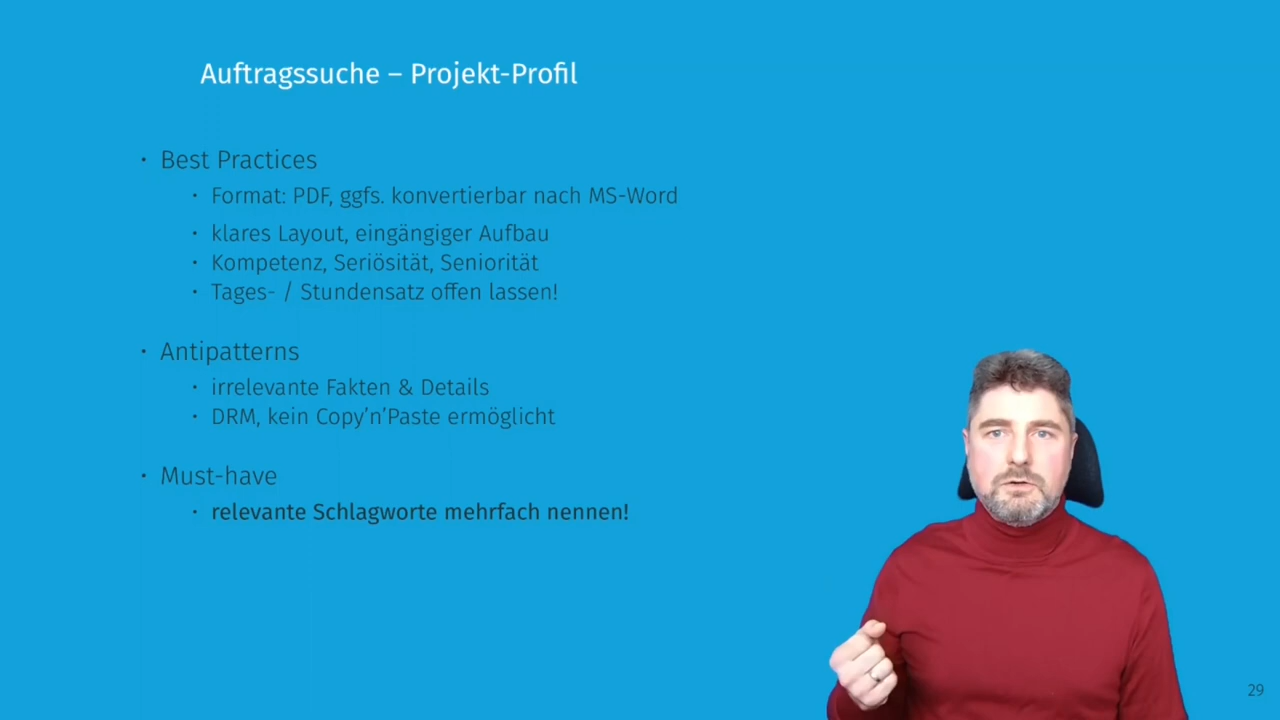 Auftragssuche – Projekt-Profil
• Best Practices
• Format: PDF, ggfs. konvertierbar nach MS-Word
• klares Layout, eingängiger Aufbau
• Kompetenz, Seriösität, Seniorität
• Tages- / Stundensatz offen lassen!
• Antipatterns
• irrelevante Fakten & Details
• DRM, kein Copy’n’Paste ermöglicht
• Must-have
• relevante Schlagworte mehrfach nennen!
29